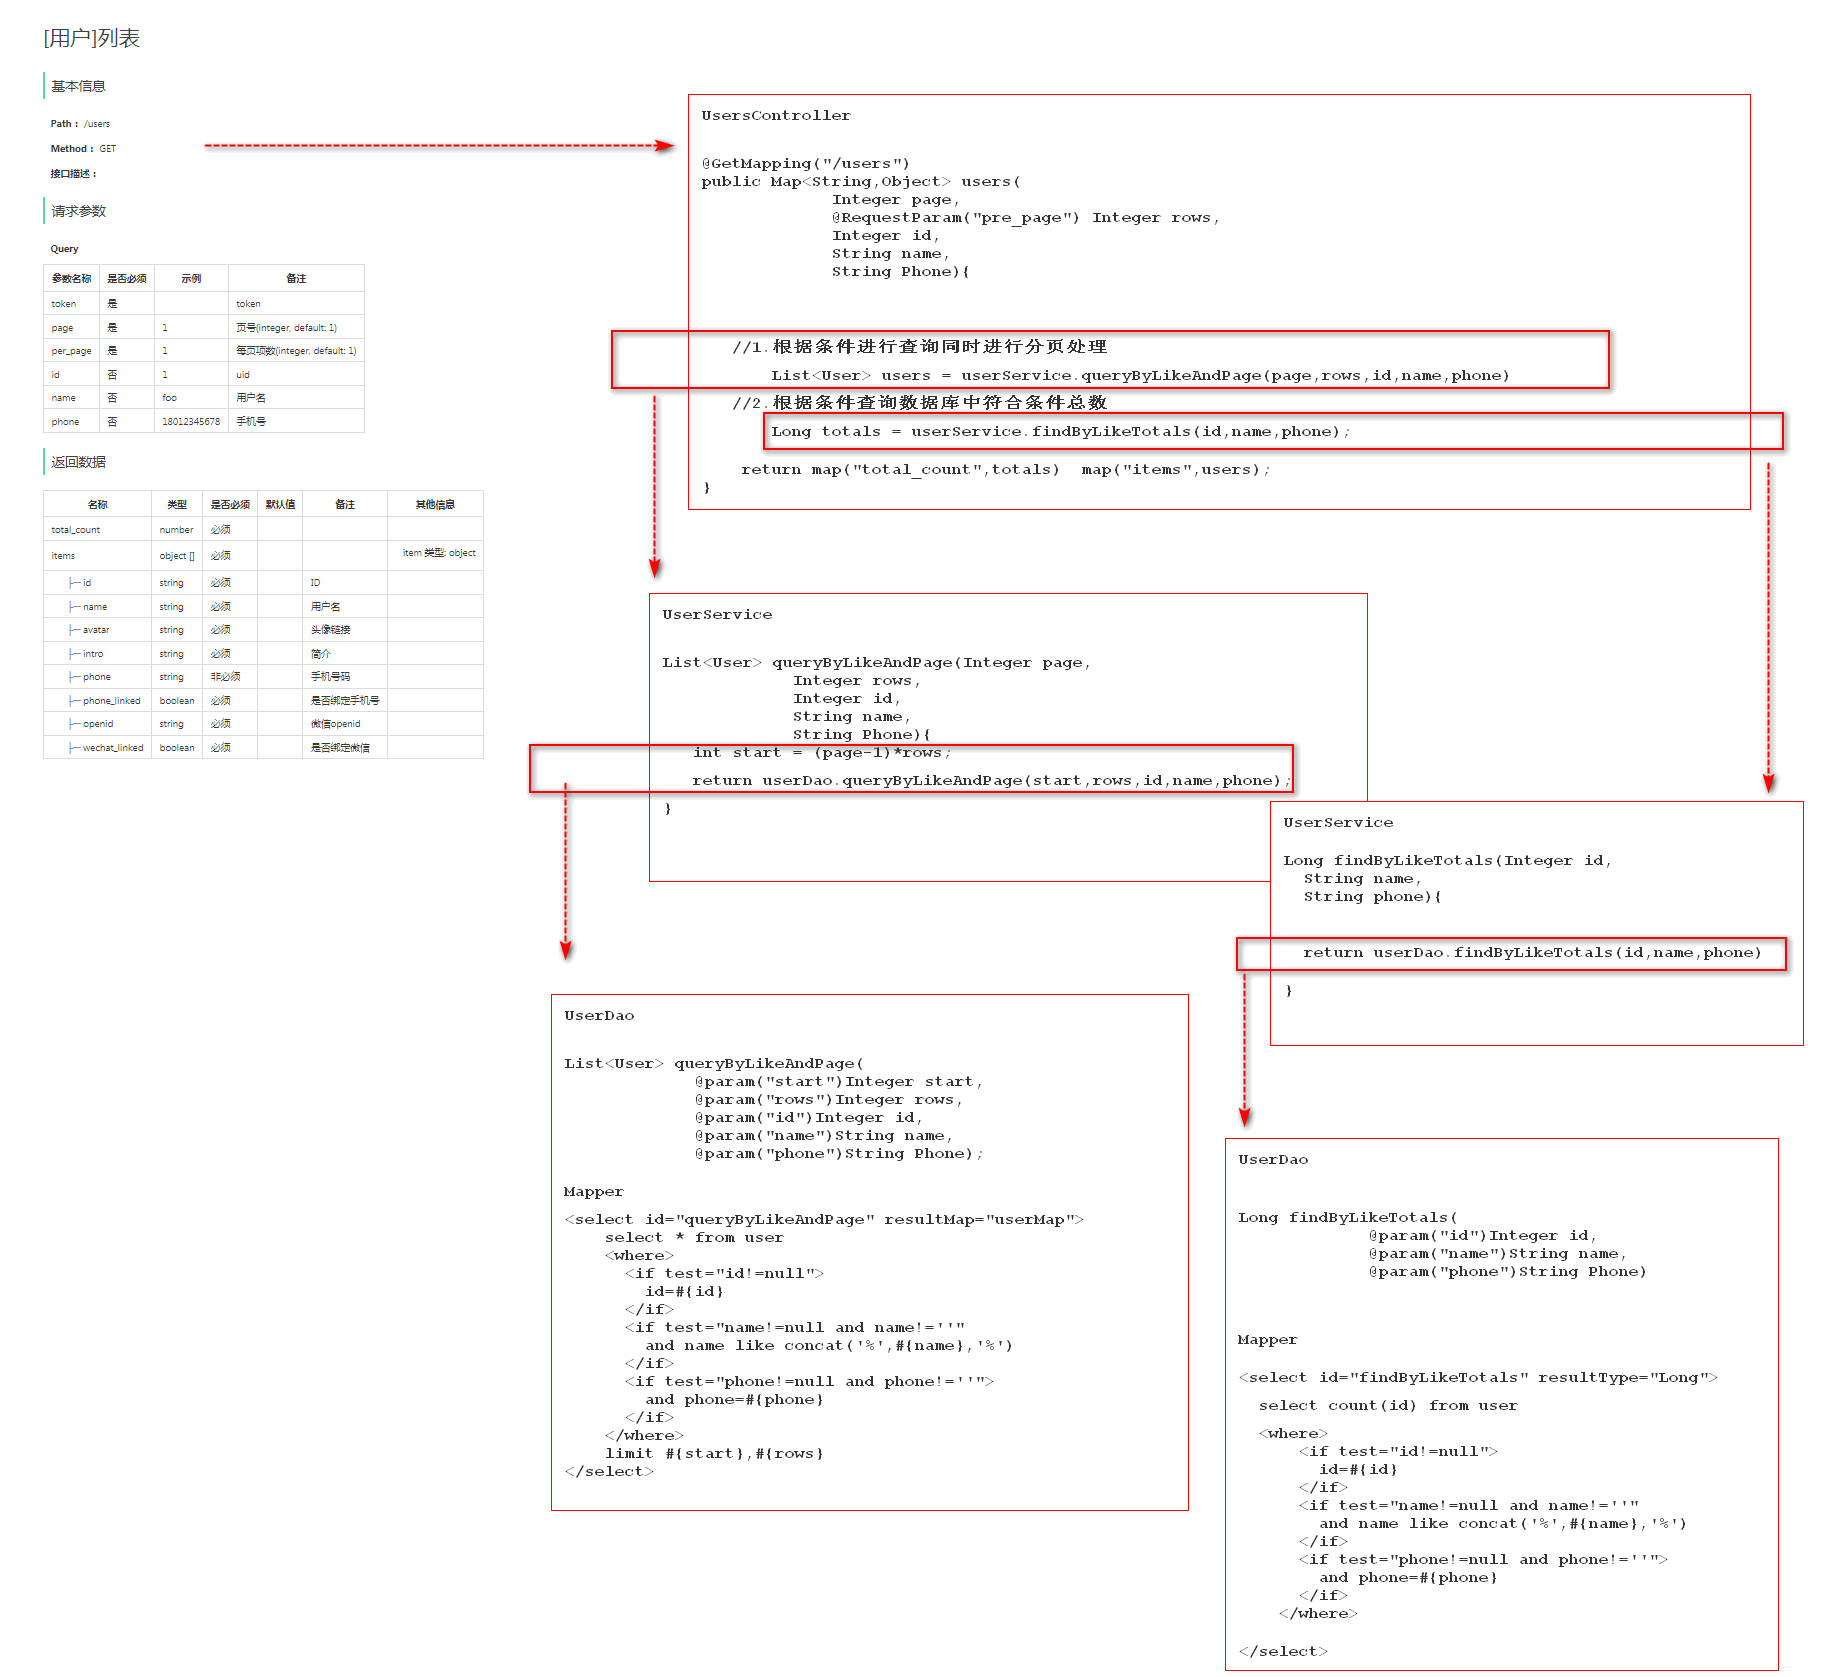 [用户]列表
基本信息
Path： /users
Method： GET
接口描述：
请求参数
Query
参数名称 是否必须 示例 备注
token 是 token
page 是 1 页号(integer, default: 1)
per_page 是 1 每页项数(integer, default: 1)
id 否 1 uid
name 否 foo 用户名
phone 否 18012345678 手机号
返回数据
名称 类型 是否必须 默认值 备注 其他信息
total_count number 必须
items object [] 必须 item 类型: object
├─ id string 必须 ID
├─ name string 必须 用户名
├─ avatar string 必须 头像链接
├─ intro string 必须 简介
├─ phone string 非必须 手机号码
├─ phone_linked boolean 必须 是否绑定手机号
├─ openid string 必须 微信openid
├─ wechat_linked boolean 必须 是否绑定微信
UsersController
@GetMapping("/users")
public Map<String,Object> users(
Integer page,
@RequestParam("pre_page") Integer rows,
Integer id,
String name,
String Phone){
//1.根据条件进行查询同时进行分页处理
List<User> users = userService.queryByLikeAndPage(page,rows,id,name,phone)
//2.根据条件查询数据库中符合条件总数
Long totals = userService.findByLikeTotals(id,name,phone);
return map("total_count",totals)  map("items",users);
}
UserService
List<User> queryByLikeAndPage(Integer page,
Integer rows,
Integer id,
String name,
String Phone){
int start = (page-1)*rows;
return userDao.queryByLikeAndPage(start,rows,id,name,phone);
}
UserService
Long findByLikeTotals(Integer id,
String name,
String phone){
return userDao.findByLikeTotals(id,name,phone)
}
UserDao
List<User> queryByLikeAndPage(
@param("start")Integer start,
@param("rows")Integer rows,
@param("id")Integer id,
@param("name")String name,
@param("phone")String Phone);
Mapper
<select id="queryByLikeAndPage" resultMap="userMap">
select * from user
<where>
<if test="id!=null">
id=#{id}
</if>
<if test="name!=null and name!=''"
and name like concat('%',#{name},'%')
</if>
<if test="phone!=null and phone!=''">
and phone=#{phone}
</if>
</where>
limit #{start},#{rows}
</select>
UserDao
Long findByLikeTotals(
@param("id")Integer id,
@param("name")String name,
@param("phone")String Phone)
Mapper
<select id="findByLikeTotals" resultType="Long">
select count(id) from user
<where>
<if test="id!=null">
id=#{id}
</if>
<if test="name!=null and name!=''"
and name like concat('%',#{name},'%')
</if>
<if test="phone!=null and phone!=''">
and phone=#{phone}
</if>
</where>
</select>